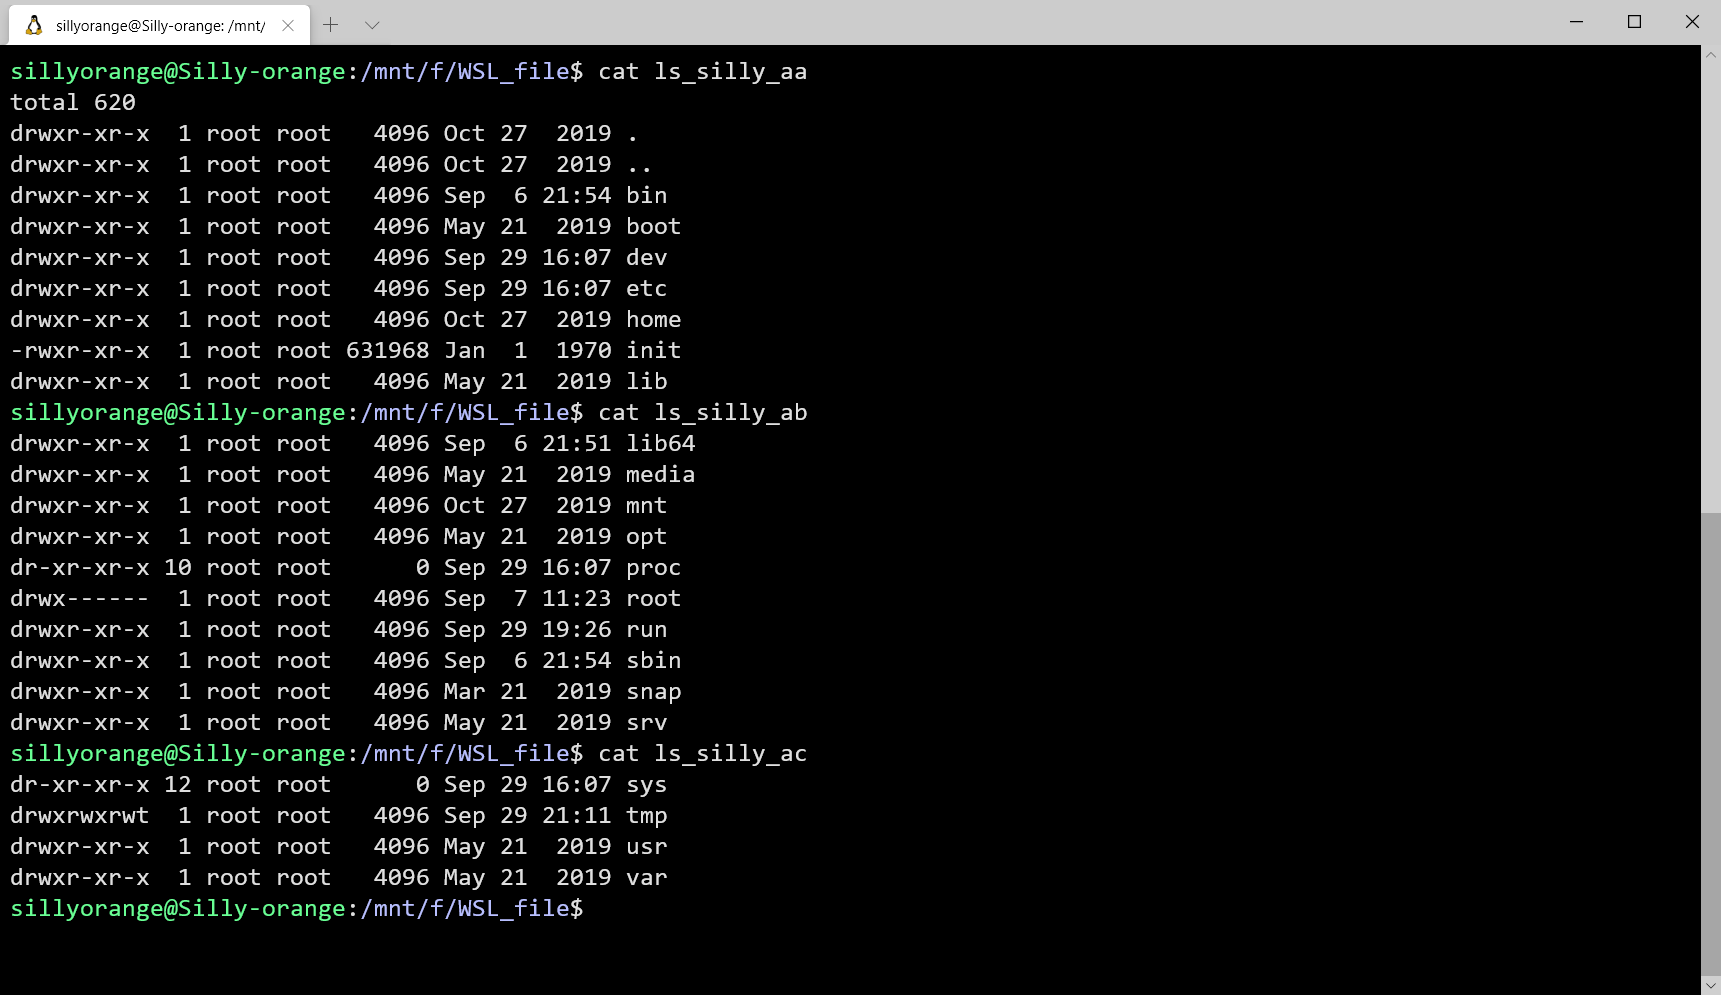 sillyorange@Silly-orange: /mnt/
sillyorange@Silly-orange:/mnt/f/WSL_file$ cat ls_silly_aa
total 620
drwxr-xr-x  1 root root   4096 Oct 27  2019 .
drwxr-xr-x  1 root root   4096 Oct 27  2019 ..
drwxr-xr-x  1 root root   4096 Sep  6 21:54 bin
drwxr-xr-x  1 root root   4096 May 21  2019 boot
drwxr-xr-x  1 root root   4096 Sep 29 16:07 dev
drwxr-xr-x  1 root root   4096 Sep 29 16:07 etc
drwxr-xr-x  1 root root   4096 Oct 27  2019 home
-rwxr-xr-x  1 root root 631968 Jan  1  1970 init
drwxr-xr-x  1 root root   4096 May 21  2019 lib
sillyorange@Silly-orange:/mnt/f/WSL_file$ cat ls_silly_ab
drwxr-xr-x  1 root root   4096 Sep  6 21:51 lib64
drwxr-xr-x  1 root root   4096 May 21  2019 media
drwxr-xr-x  1 root root   4096 Oct 27  2019 mnt
drwxr-xr-x  1 root root   4096 May 21  2019 opt
dr-xr-xr-x 10 root root      0 Sep 29 16:07 proc
drwx------  1 root root   4096 Sep  7 11:23 root
drwxr-xr-x  1 root root   4096 Sep 29 19:26 run
drwxr-xr-x  1 root root   4096 Sep  6 21:54 sbin
drwxr-xr-x  1 root root   4096 Mar 21  2019 snap
drwxr-xr-x  1 root root   4096 May 21  2019 srv
sillyorange@Silly-orange:/mnt/f/WSL_file$ cat ls_silly_ac
dr-xr-xr-x 12 root root      0 Sep 29 16:07 sys
drwxrwxrwt  1 root root   4096 Sep 29 21:11 tmp
drwxr-xr-x  1 root root   4096 May 21  2019 usr
drwxr-xr-x  1 root root   4096 May 21  2019 var
sillyorange@Silly-orange:/mnt/f/WSL_file$